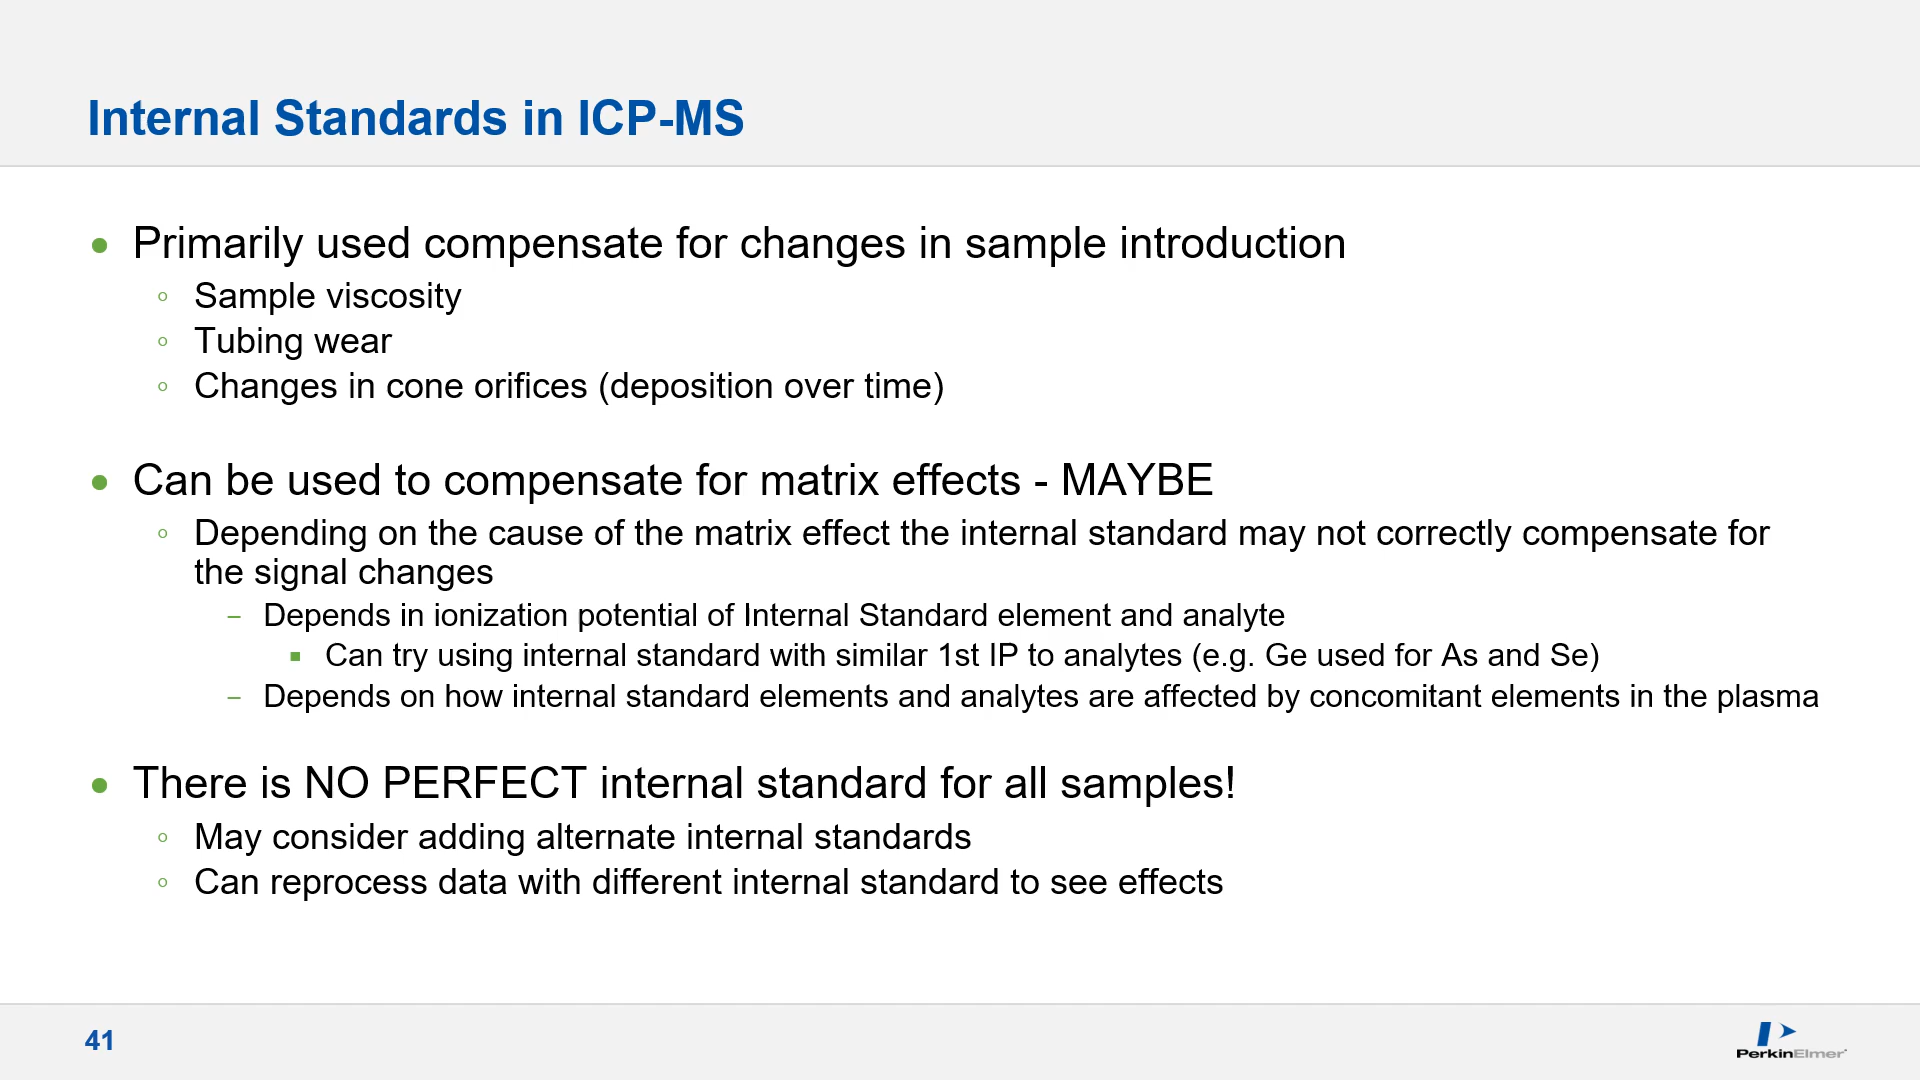 Internal Standards in ICP-MS
Primarily used compensate for changes in sample introduction
Sample viscosity
Tubing wear
Changes in cone orifices (deposition over time)
Can be used to compensate for matrix effects - MAYBE
Depending on the cause of the matrix effect the internal standard may not correctly compensate for
the signal changes
Depends in ionization potential of Internal Standard element and analyte
Can try using internal standard with similar 1st IP to analytes (e.g. Ge used for As and Se)
Depends on how internal standard elements and analytes are affected by concomitant elements in the plasma
There is NO PERFECT internal standard for all samples!
May consider adding alternate internal standards
Can reprocess data with different internal standard to see effects
41
PerkinElmer